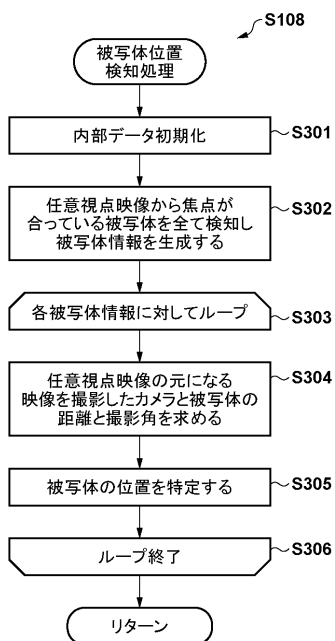 S108
被写体位置
検知処理
内部データ初期化
S301
任意視点映像から焦点が
合っている被写体を全て検知し
被写体情報を生成する
S302
各被写体情報に対してループ
S303
任意視点映像の元になる
映像を撮影したカメラと被写体の
距離と撮影角を求める
S304
被写体の位置を特定する
S305
ループ終了
S306
リターン